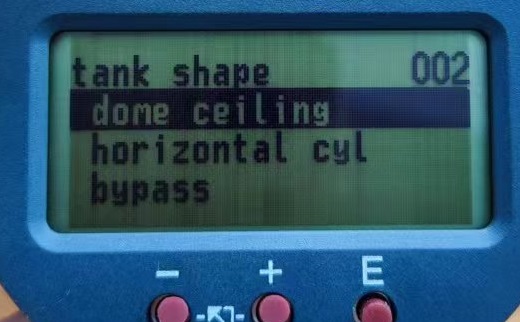 tank shape 002
dome ceiling
horizontal cyl
bypass
- + E